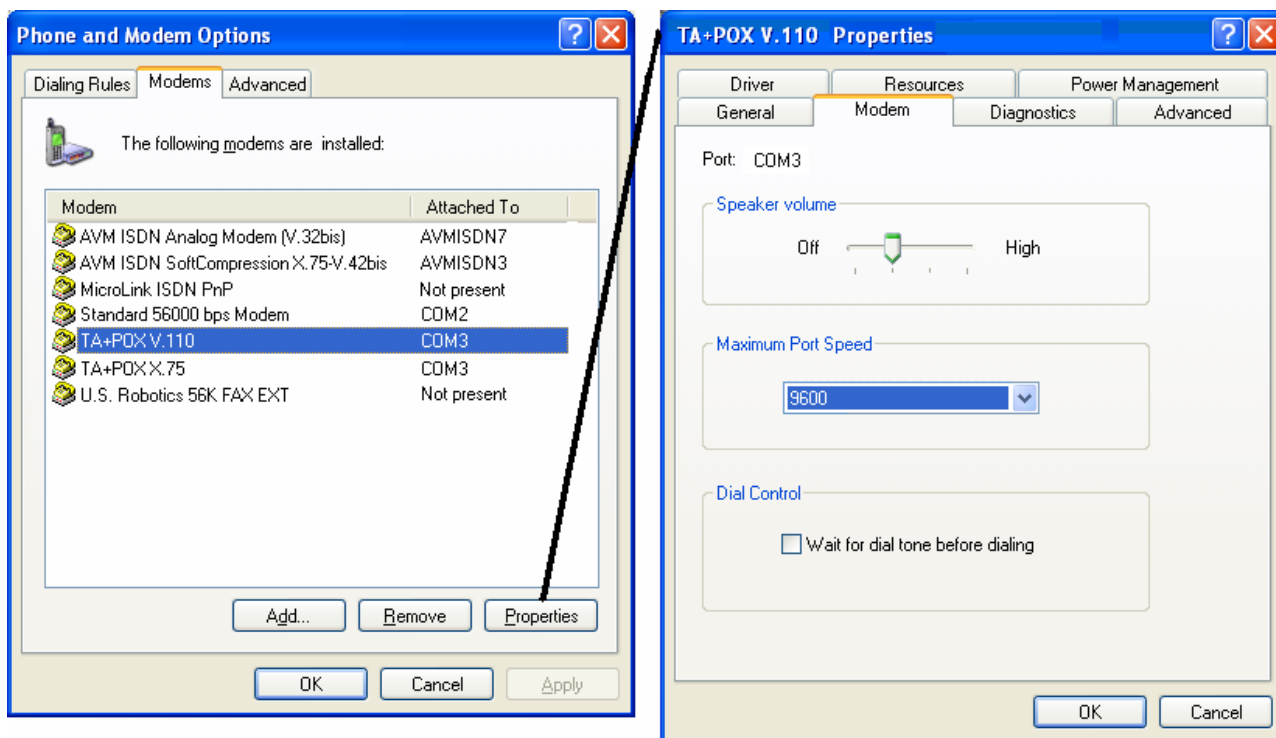 Phone and Modem Options
Dialing Rules Modems Advanced
The following modems are installed:
Modem Attached To
AVM ISDN Analog Modem (V.32bis) AVMISDN7
AVM ISDN SoftCompression X.75-V.42bis AVMISDN3
MicroLink ISDN PnP Not present
Standard 56000 bps Modem COM2
TA+POX V.110 COM3
TA+POX X.75 COM3
U.S. Robotics 56K FAX EXT Not present
Add... Remove Properties
OK Cancel Apply
TA+POX V.110 Properties
Driver Resources Power Management
General Modem Diagnostics Advanced
Port: COM3
Speaker volume
Off High
Maximum Port Speed
9600
Dial Control
Wait for dial tone before dialing
OK Cancel